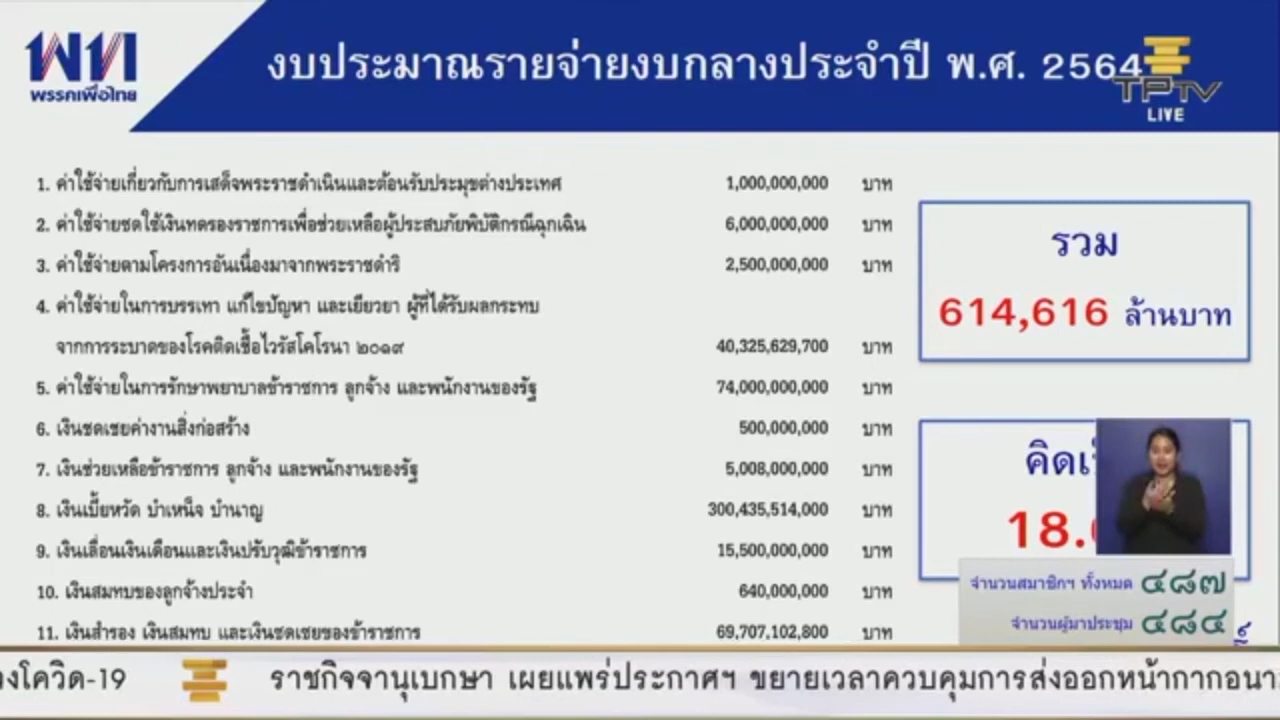 พท
พรรคเพื่อไทย
งบประมาณรายจ่ายงบกลางประจำปี พ.ศ. 2564
TPTV
LIVE
1. ค่าใช้จ่ายเกี่ยวกับการเสด็จพระราชดำเนินและต้อนรับประมุขต่างประเทศ 1,000,000,000 บาท
2. ค่าใช้จ่ายชดใช้เงินทดรองราชการเพื่อช่วยเหลือผู้ประสบภัยพิบัติกรณีฉุกเฉิน 6,000,000,000 บาท
3. ค่าใช้จ่ายตามโครงการอันเนื่องมาจากพระราชดำริ 2,500,000,000 บาท
4. ค่าใช้จ่ายในการบรรเทา แก้ไขปัญหา และเยียวยา ผู้ที่ได้รับผลกระทบ
จากการระบาดของโรคติดเชื้อไวรัสโคโรนา ๒๐๑๙ 40,325,629,700 บาท
5. ค่าใช้จ่ายในการรักษาพยาบาลข้าราชการ ลูกจ้าง และพนักงานของรัฐ 74,000,000,000 บาท
6. เงินชดเชยค่างานสิ่งก่อสร้าง 500,000,000 บาท
7. เงินช่วยเหลือข้าราชการ ลูกจ้าง และพนักงานของรัฐ 5,008,000,000 บาท
8. เงินเบี้ยหวัด บำเหน็จ บำนาญ 300,435,514,000 บาท
9. เงินเลื่อนเงินเดือนและเงินปรับวุฒิข้าราชการ 15,500,000,000 บาท
10. เงินสมทบของลูกจ้างประจำ 640,000,000 บาท
11. เงินสำรอง เงินสมทบ และเงินชดเชยของข้าราชการ 69,707,102,800 บาท
รวม
614,616 ล้านบาท
18.
จำนวนสมาชิกฯ ทั้งหมด ๔๘๗
จำนวนผู้มาประชุม ๔๘๔
โควิด-19 ราชกิจจานุเบกษา เผยแพร่ประกาศฯ ขยายเวลาควบคุมการส่งออกหน้ากากอนา